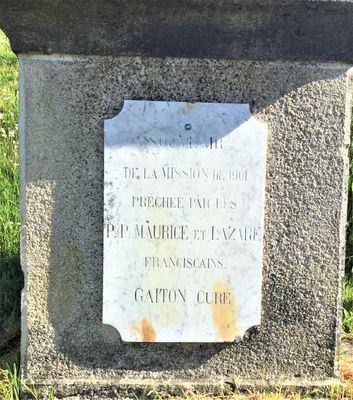 SOUVENIR
DE LA MISSION DE 1901
PRÊCHÉE PAR LES
P.P. MAURICE ET LAZARE
FRANCISCAINS.
GAITON CURÉ